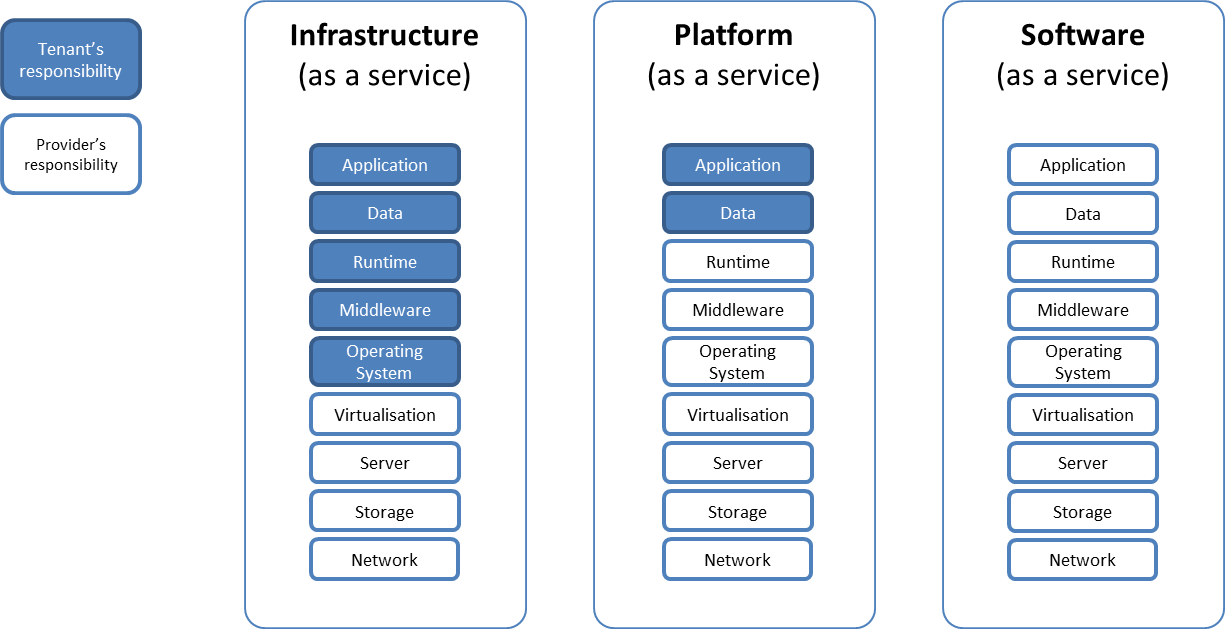 Tenant's
responsibility
Provider's
responsibility
Infrastructure
(as a service)
Application
Data
Runtime
Middleware
Operating
System
Virtualisation
Server
Storage
Network
Platform
(as a service)
Application
Data
Runtime
Middleware
Operating
System
Virtualisation
Server
Storage
Network
Software
(as a service)
Application
Data
Runtime
Middleware
Operating
System
Virtualisation
Server
Storage
Network